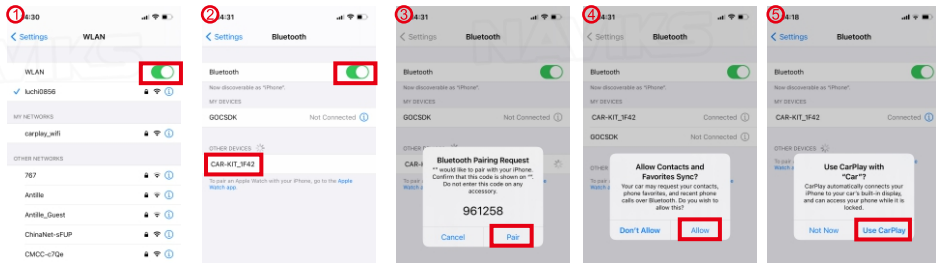 ① 4:30
Settings
WLAN
WLAN
luchi0856
MY NETWORKS
carplay_wifi
OTHER NETWORKS
767
Antille
Antille_Guest
ChinaNet-sFUP
CMCC-c7Qe
② 4:31
Settings
Bluetooth
Bluetooth
Now discoverable as "iPhone".
MY DEVICES
GOCSDK Not Connected
OTHER DEVICES
CAR-KIT_1F42
To pair an Apple Watch with your iPhone, go to the Apple
Watch app.
③ 4:31
Settings
Bluetooth
Bluetooth
Now discoverable as "iPhone".
MY DEVICES
GOCSDK Not Connected
Bluetooth Pairing Request
"" would like to pair with your iPhone.
Confirm that this code is shown on "".
Do not enter this code on any
accessory.
961258
Cancel Pair
④ 4:31
Settings
Bluetooth
Bluetooth
Now discoverable as "iPhone".
MY DEVICES
CAR-KIT_1F42 Connected
GOCSDK Not Connected
Allow Contacts and
Favorites Sync?
Your car may request your contacts,
phone favorites, and recent phone
calls over Bluetooth. Do you wish to
allow this?
Don't Allow Allow
⑤ 4:18
Settings
Bluetooth
Bluetooth
Now discoverable as "iPhone".
MY DEVICES
CAR-KIT_1F42 Connected
OTHER DEVICES
Use CarPlay with
"Car"?
CarPlay automatically connects your
iPhone to your car's built-in display,
and can access your phone while it is
locked.
Not Now Use CarPlay